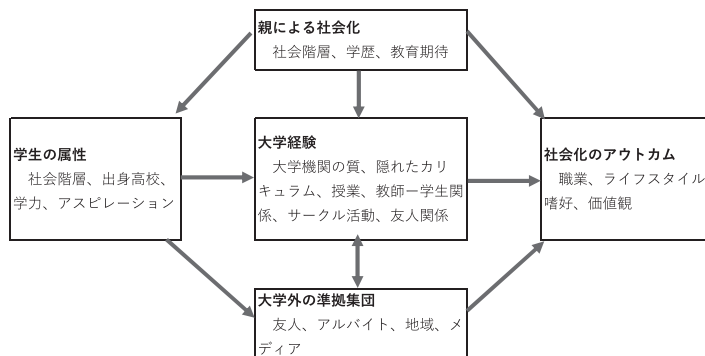 親による社会化
社会階層、学歴、教育期待
学生の属性
社会階層、出身高校、
学力、アスピレーション
大学経験
大学機関の質、隠れたカリ
キュラム、授業、教師ー学生関
係、サークル活動、友人関係
社会化のアウトカム
職業、ライフスタイル
嗜好、価値観
大学外の準拠集団
友人、アルバイト、地域、メ
ディア